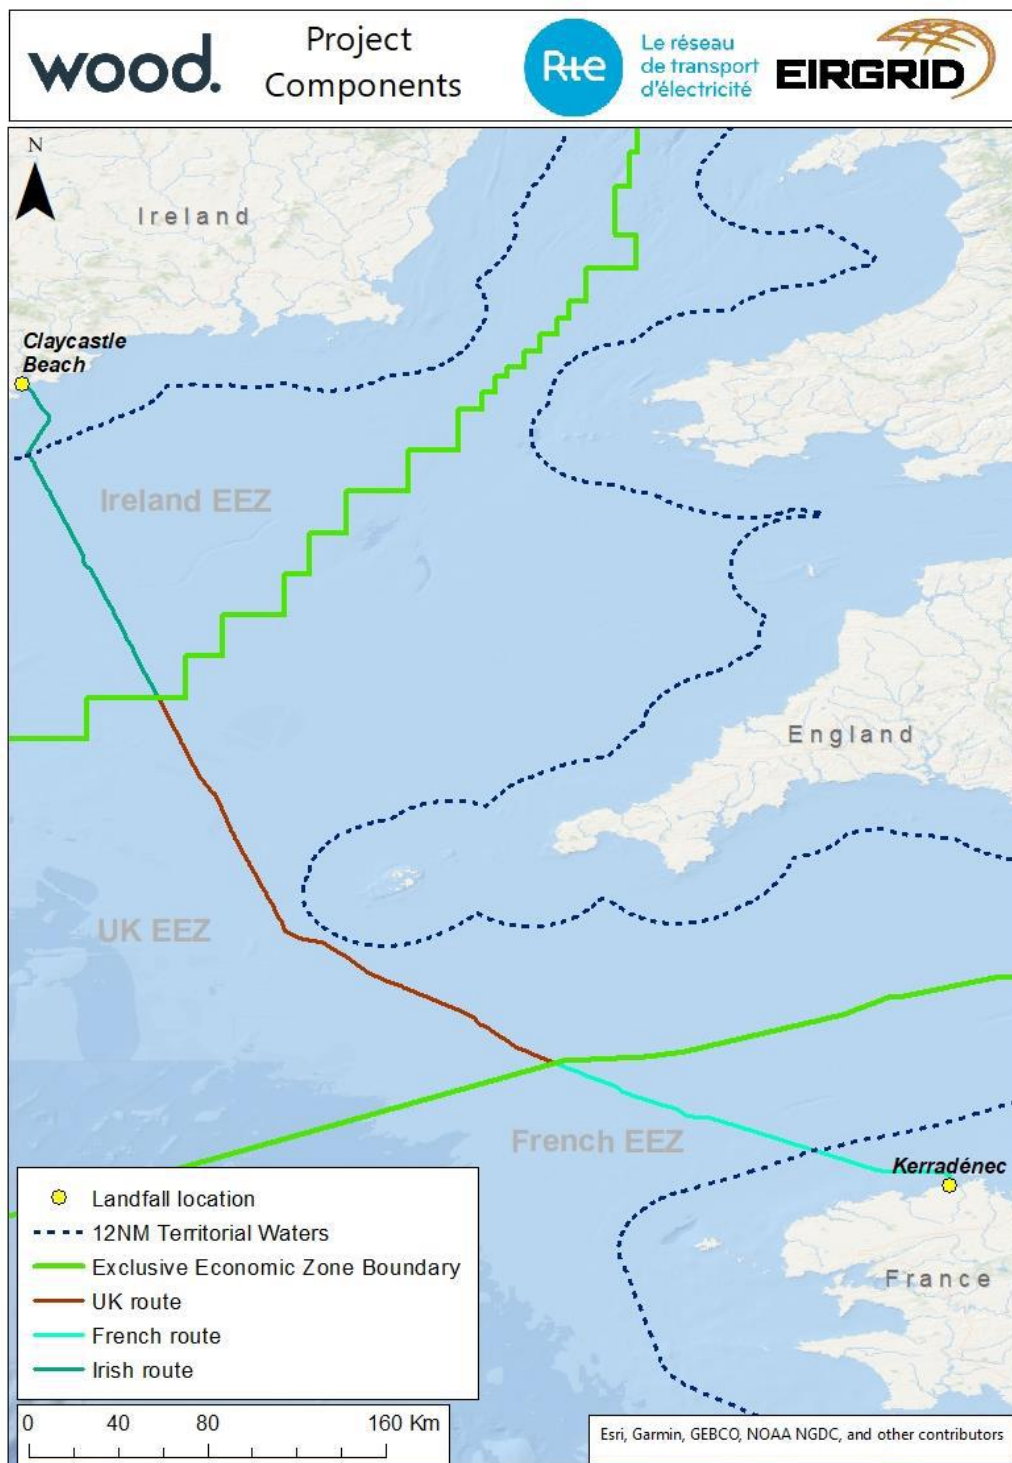 wood.
Project
Components
Rte
Le réseau
de transport
d'électricité
EIRGRID
N
Ireland
Claycastle
Beach
Ireland EEZ
England
UK EEZ
French EEZ
Kerradénec
France
Landfall location
12NM Territorial Waters
Exclusive Economic Zone Boundary
UK route
French route
Irish route
0 40 80 160 Km
Esri, Garmin, GEBCO, NOAA NGDC, and other contributors